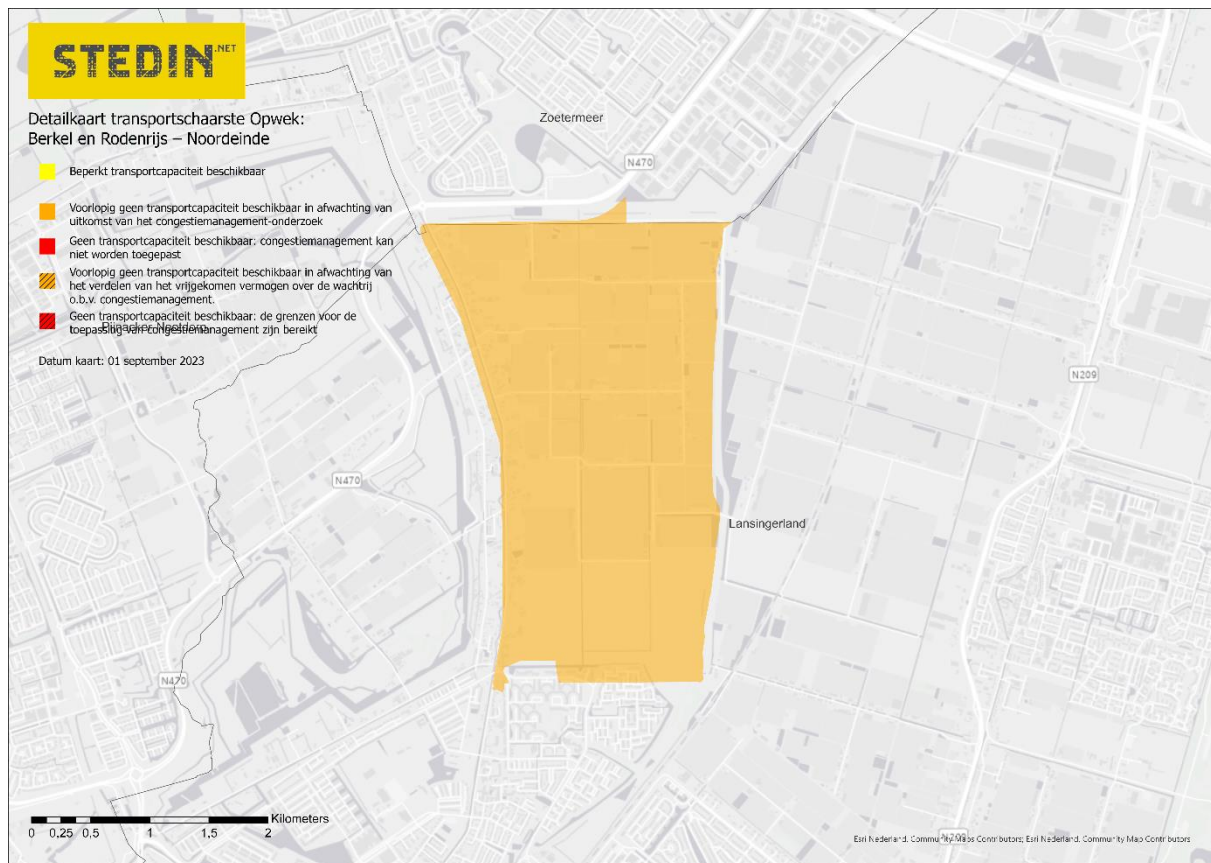 STEDIN.NET
Detailkaart transportschaarste Opwek:
Berkel en Rodenrijs – Noordeinde
Beperkt transportcapaciteit beschikbaar
Voorlopig geen transportcapaciteit beschikbaar in afwachting van
uitkomst van het congestiemanagement-onderzoek
Geen transportcapaciteit beschikbaar: congestiemanagement kan
niet worden toegepast
Voorlopig geen transportcapaciteit beschikbaar in afwachting van
het verdelen van het vrijgekomen vermogen over de wachtrij
o.b.v. congestiemanagement.
Geen transportcapaciteit beschikbaar: de grenzen voor de
toepassing van congestiemanagement zijn bereikt
Pijnacker-Nootdorp
Datum kaart: 01 september 2023
Zoetermeer
N470
N209
N470
Lansingerland
N470
Kilometers
0 0,25 0,5 1 1,5 2
N209
Esri Nederland, Community Maps Contributors; Esri Nederland, Community Map Contributors